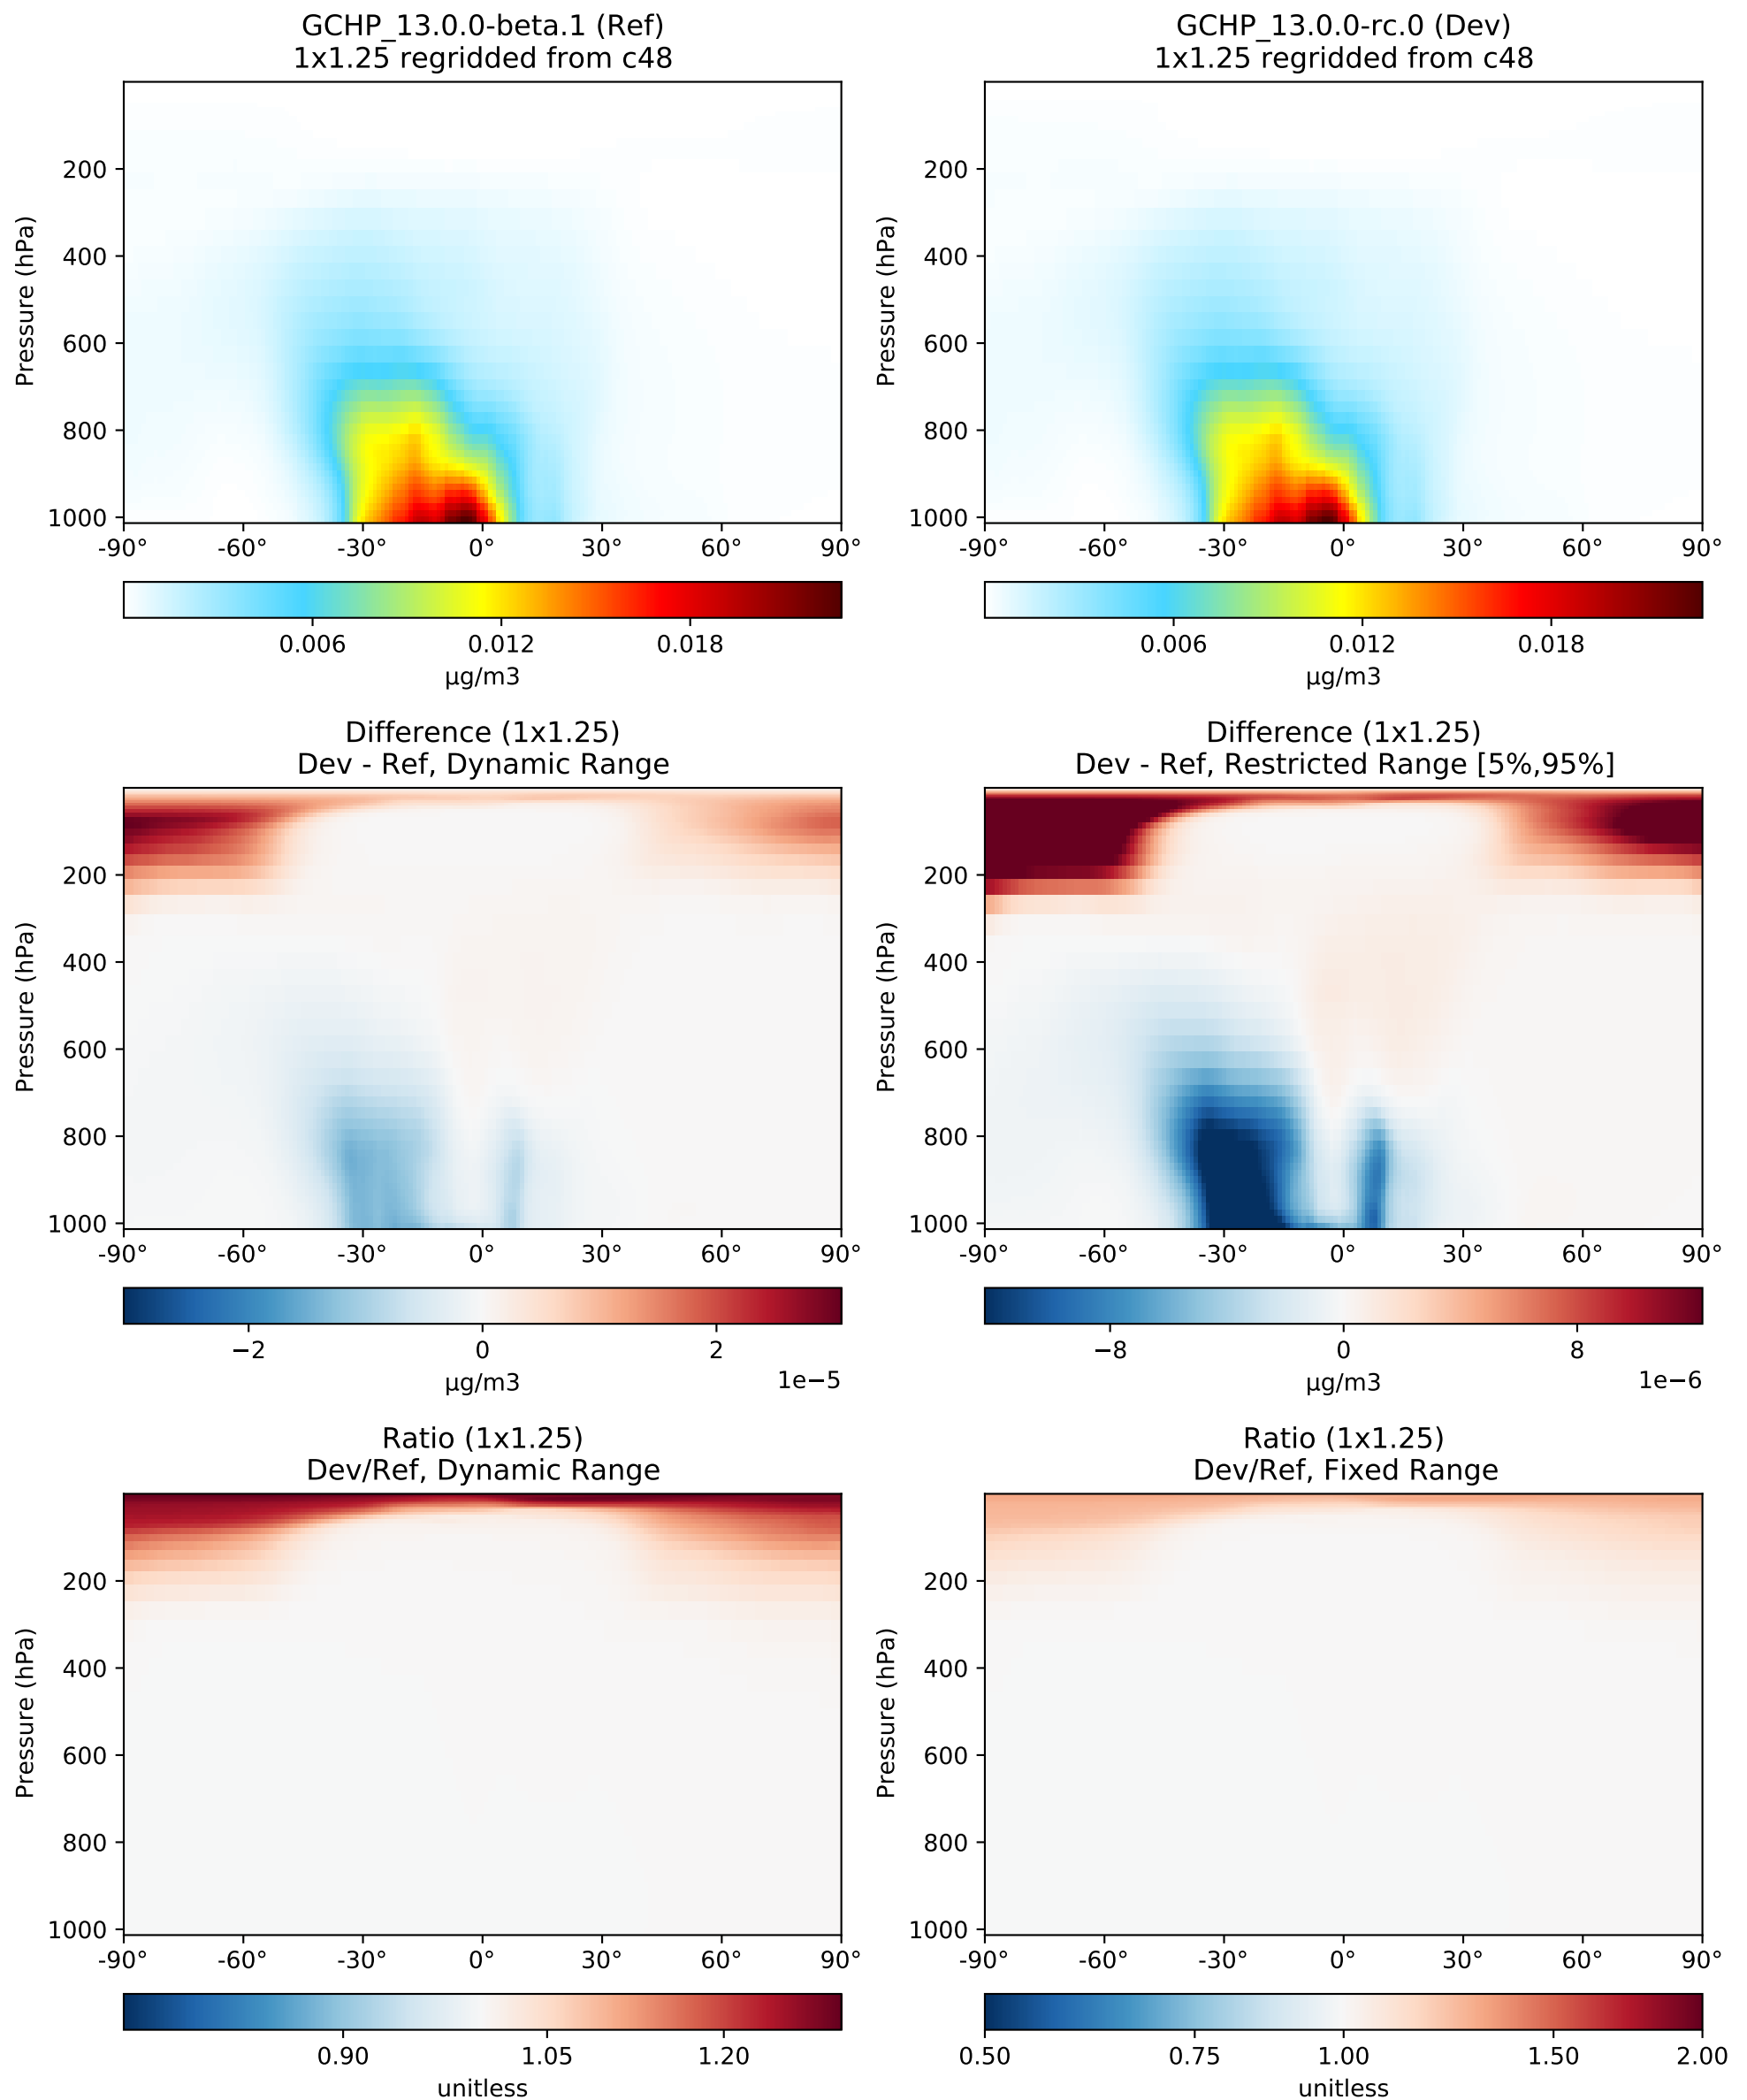 GCHP_13.0.0-beta.1 (Ref)
1x1.25 regridded from c48
GCHP_13.0.0-rc.0 (Dev)
1x1.25 regridded from c48
Pressure (hPa)
200
400
600
800
1000
-90° -60° -30° 0° 30° 60° 90°
0.006 0.012 0.018
µg/m3
Pressure (hPa)
200
400
600
800
1000
-90° -60° -30° 0° 30° 60° 90°
0.006 0.012 0.018
µg/m3
Difference (1x1.25)
Dev - Ref, Dynamic Range
Pressure (hPa)
200
400
600
800
1000
-90° -60° -30° 0° 30° 60° 90°
−2 0 2
µg/m3 1e−5
Difference (1x1.25)
Dev - Ref, Restricted Range [5%,95%]
Pressure (hPa)
200
400
600
800
1000
-90° -60° -30° 0° 30° 60° 90°
−8 0 8
µg/m3 1e−6
Ratio (1x1.25)
Dev/Ref, Dynamic Range
Pressure (hPa)
200
400
600
800
1000
-90° -60° -30° 0° 30° 60° 90°
0.90 1.05 1.20
unitless
Ratio (1x1.25)
Dev/Ref, Fixed Range
Pressure (hPa)
200
400
600
800
1000
-90° -60° -30° 0° 30° 60° 90°
0.50 0.75 1.00 1.50 2.00
unitless